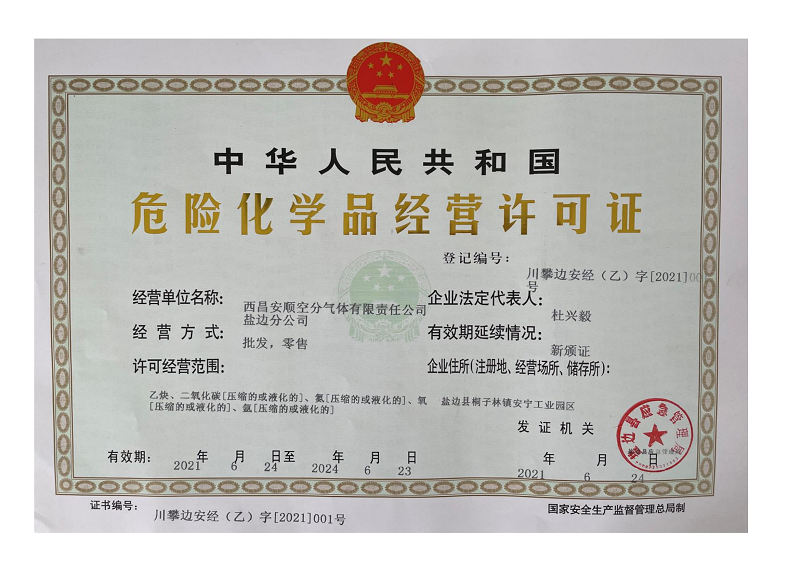 中华人民共和国
危险化学品经营许可证
登记编号：
川攀边安经（乙）字[2021]00
号
经营单位名称：
西昌安顺空分气体有限责任公司
盐边分公司
企业法定代表人：
杜兴毅
经营方式：
批发，零售
有效期延续情况：
新颁证
许可经营范围：
企业住所(注册地、经营场所、储存所)：
乙炔、二氧化碳[压缩的或液化的]、氮[压缩的或液化的]、氧
[压缩的或液化的]、氩[压缩的或液化的]
盐边县桐子林镇安宁工业园区
发证机关
盐边县应急管理局
有效期：
年 月 日至 年 月 日
2021 6 24 2024 6 23
年 月 日
2021 6 24
证书编号：
川攀边安经（乙）字[2021]001号
国家安全生产监督管理总局制